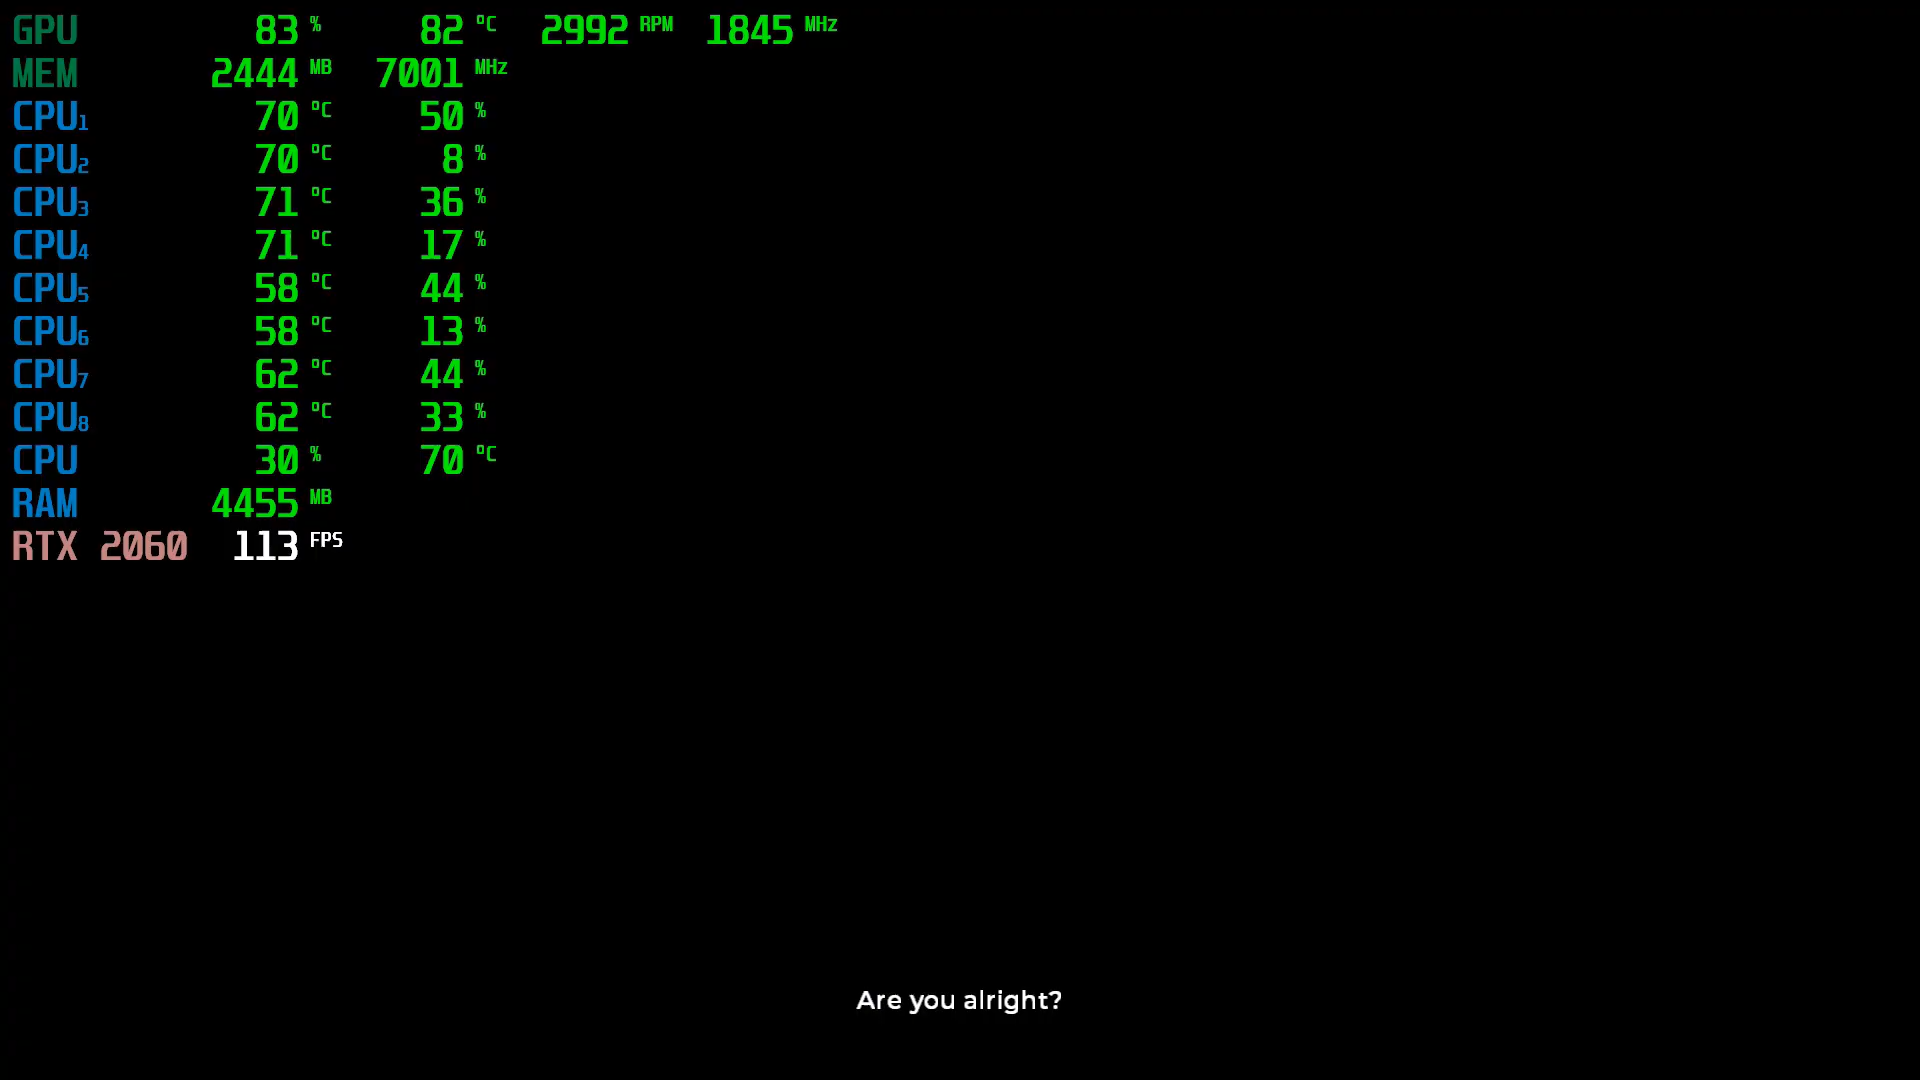 GPU 83 % 82 °C 2992 RPM 1845 MHz
MEM 2444 MB 7001 MHz
CPU1 70 °C 50 %
CPU2 70 °C 8 %
CPU3 71 °C 36 %
CPU4 71 °C 17 %
CPU5 58 °C 44 %
CPU6 58 °C 13 %
CPU7 62 °C 44 %
CPU8 62 °C 33 %
CPU 30 % 70 °C
RAM 4455 MB
RTX 2060 113 FPS
Are you alright?